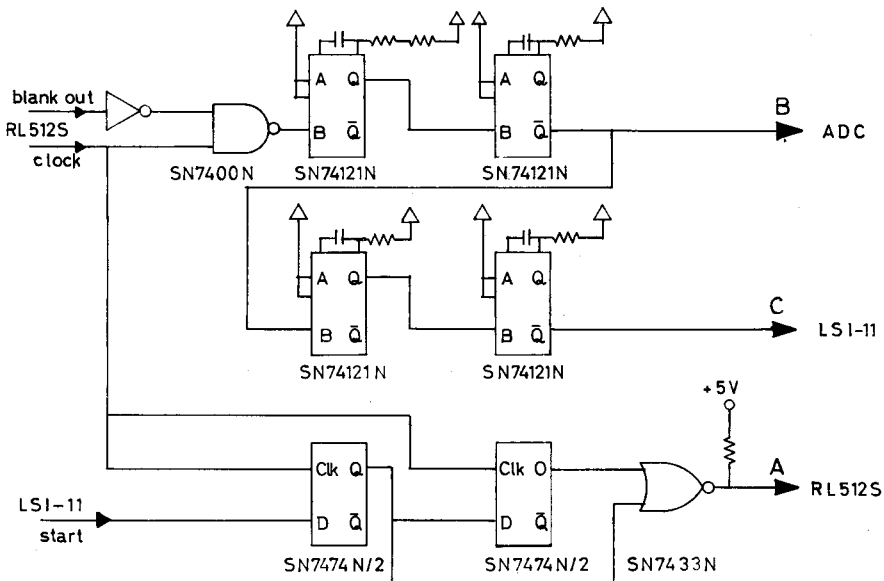 blank out
RL512S
clock
SN7400N
A Q
B Q̅
SN74121N
A Q
B Q̅
SN74121N
B
ADC
A Q
B Q̅
SN74121N
A Q
B Q̅
SN74121N
C
LSI-11
+5V
Clk Q
D Q̅
SN7474N/2
Clk O
D Q̅
SN7474N/2
SN7433N
A
RL512S
LSI-11
start